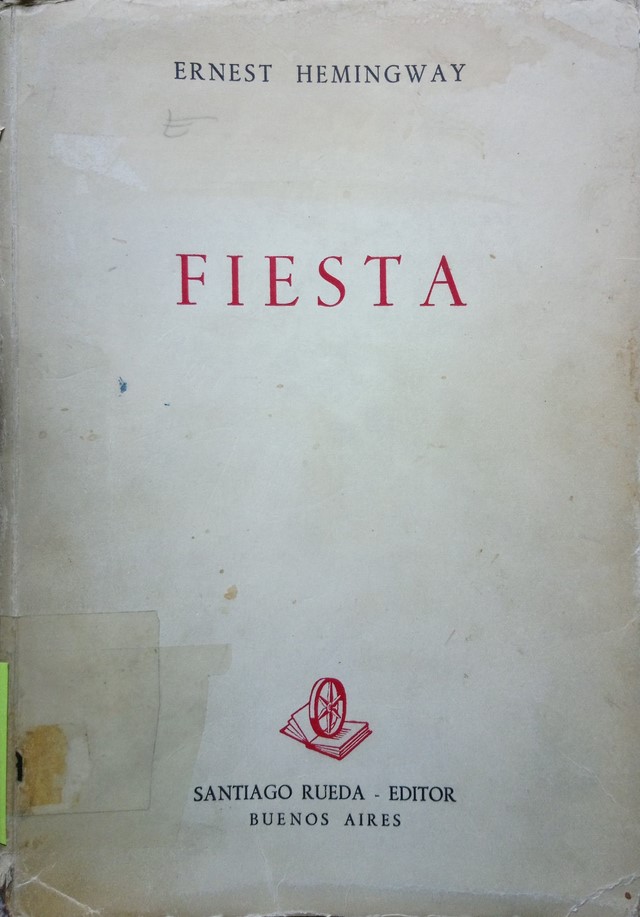 ERNEST HEMINGWAY
FIESTA
SANTIAGO RUEDA - EDITOR
BUENOS AIRES